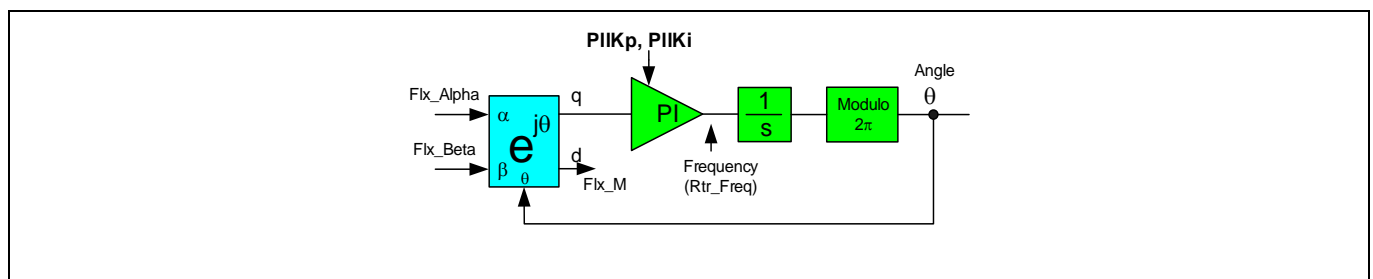 PllKp, PllKi
Angle
θ
Flx_Alpha
Flx_Beta
α
β
θ
e
jθ
q
d
Flx_M
PI
Frequency
(Rtr_Freq)
1
s
Modulo
2π